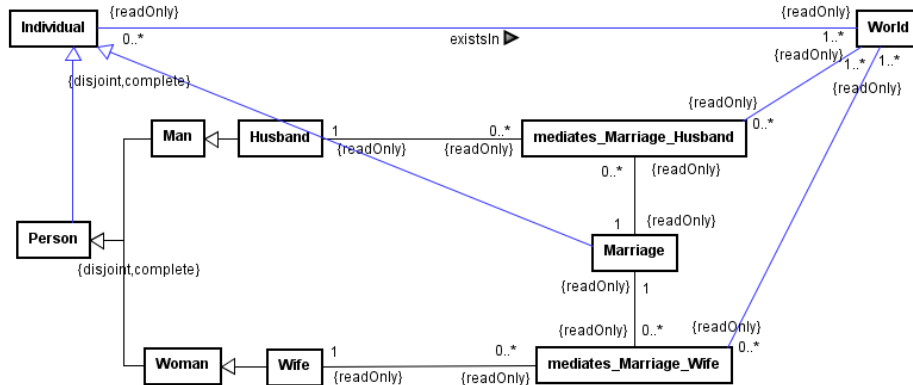 {readOnly} {readOnly}
Individual World
0..* existsIn 1..*
{readOnly}
{disjoint,complete} 1..* 1..*
{readOnly}
{readOnly}
Man Husband 1 0..* mediates_Marriage_Husband 0..*
{readOnly} {readOnly} {readOnly}
0..*
1 {readOnly}
Person Marriage
{disjoint,complete}
{readOnly} 1
{readOnly} 0..* {readOnly}
Woman Wife 1 0..* mediates_Marriage_Wife 0..*
{readOnly} {readOnly}